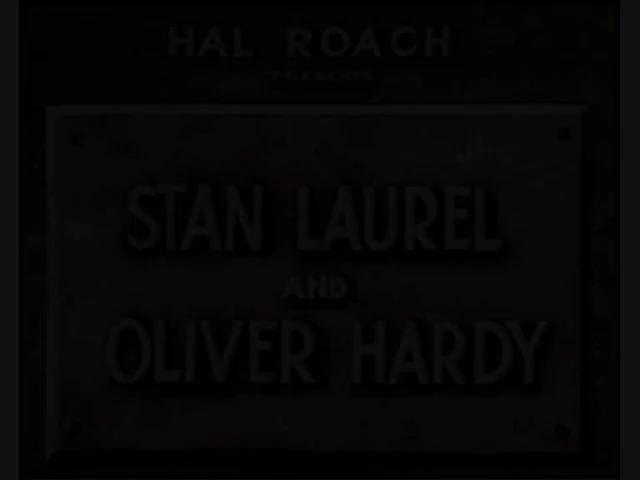 HAL ROACH
PRESENTS
STAN LAUREL
AND
OLIVER HARDY